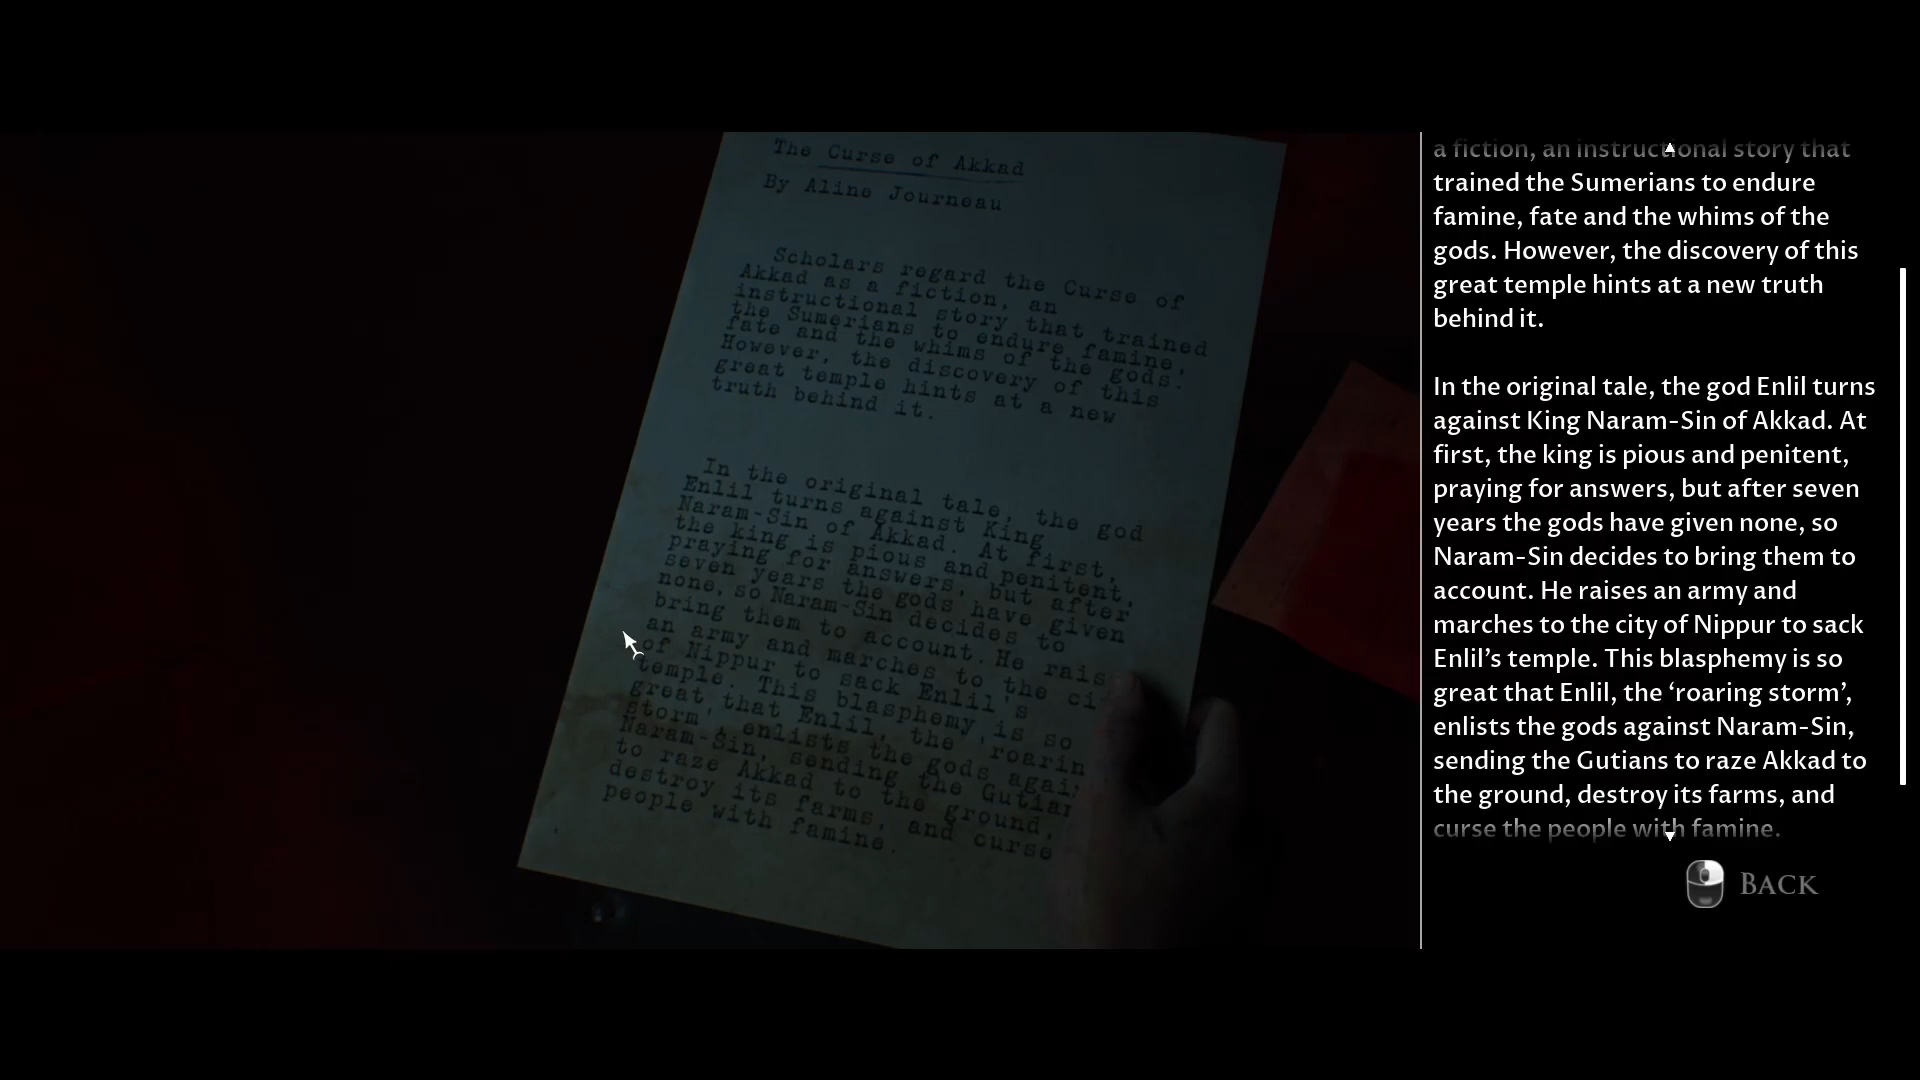 The Curse of Akkad
By Aline Journeau
Scholars regard the Curse of
Akkad as a fiction, an
instructional story that trained
the Sumerians to endure famine,
fate and the whims of the gods.
However, the discovery of this
great temple hints at a new
truth behind it.
In the original tale, the god
Enlil turns against King
Naram-Sin of Akkad. At first,
the king is pious and penitent,
praying for answers, but after
seven years the gods have given
none, so Naram-Sin decides to
bring them to account. He rais
an army and marches to the ci
of Nippur to sack Enlil's
temple. This blasphemy is so
great that Enlil, the 'roarin
storm', enlists the gods agai
Naram-Sin, sending the Gutian
to raze Akkad to the ground,
destroy its farms, and curse
people with famine.
a fiction, an instructional story that
trained the Sumerians to endure
famine, fate and the whims of the
gods. However, the discovery of this
great temple hints at a new truth
behind it.
In the original tale, the god Enlil turns
against King Naram-Sin of Akkad. At
first, the king is pious and penitent,
praying for answers, but after seven
years the gods have given none, so
Naram-Sin decides to bring them to
account. He raises an army and
marches to the city of Nippur to sack
Enlil's temple. This blasphemy is so
great that Enlil, the ‘roaring storm’,
enlists the gods against Naram-Sin,
sending the Gutians to raze Akkad to
the ground, destroy its farms, and
curse the people with famine.
Back